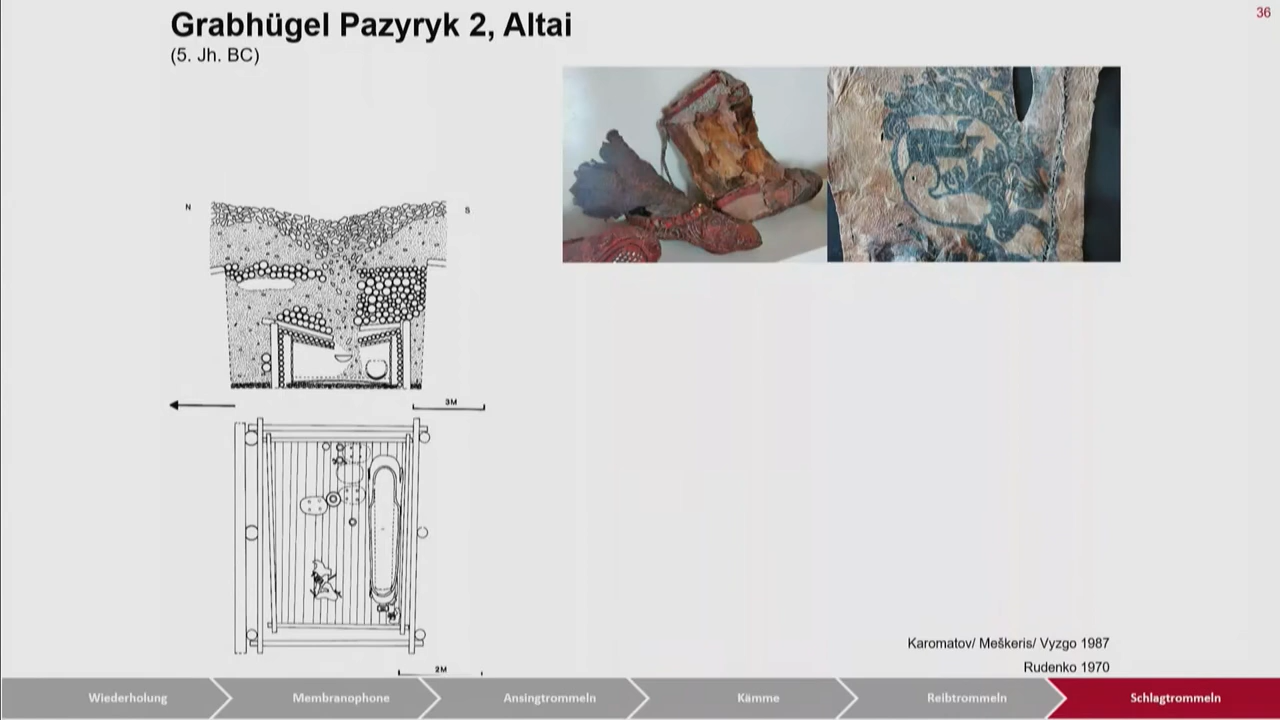 36
Grabhügel Pazyryk 2, Altai
(5. Jh. BC)
N
S
3M
2M
Karomatov/ Meškeris/ Vyzgo 1987
Rudenko 1970
Wiederholung
Membranophone
Ansingtrommeln
Kämme
Reibtrommeln
Schlagtrommeln